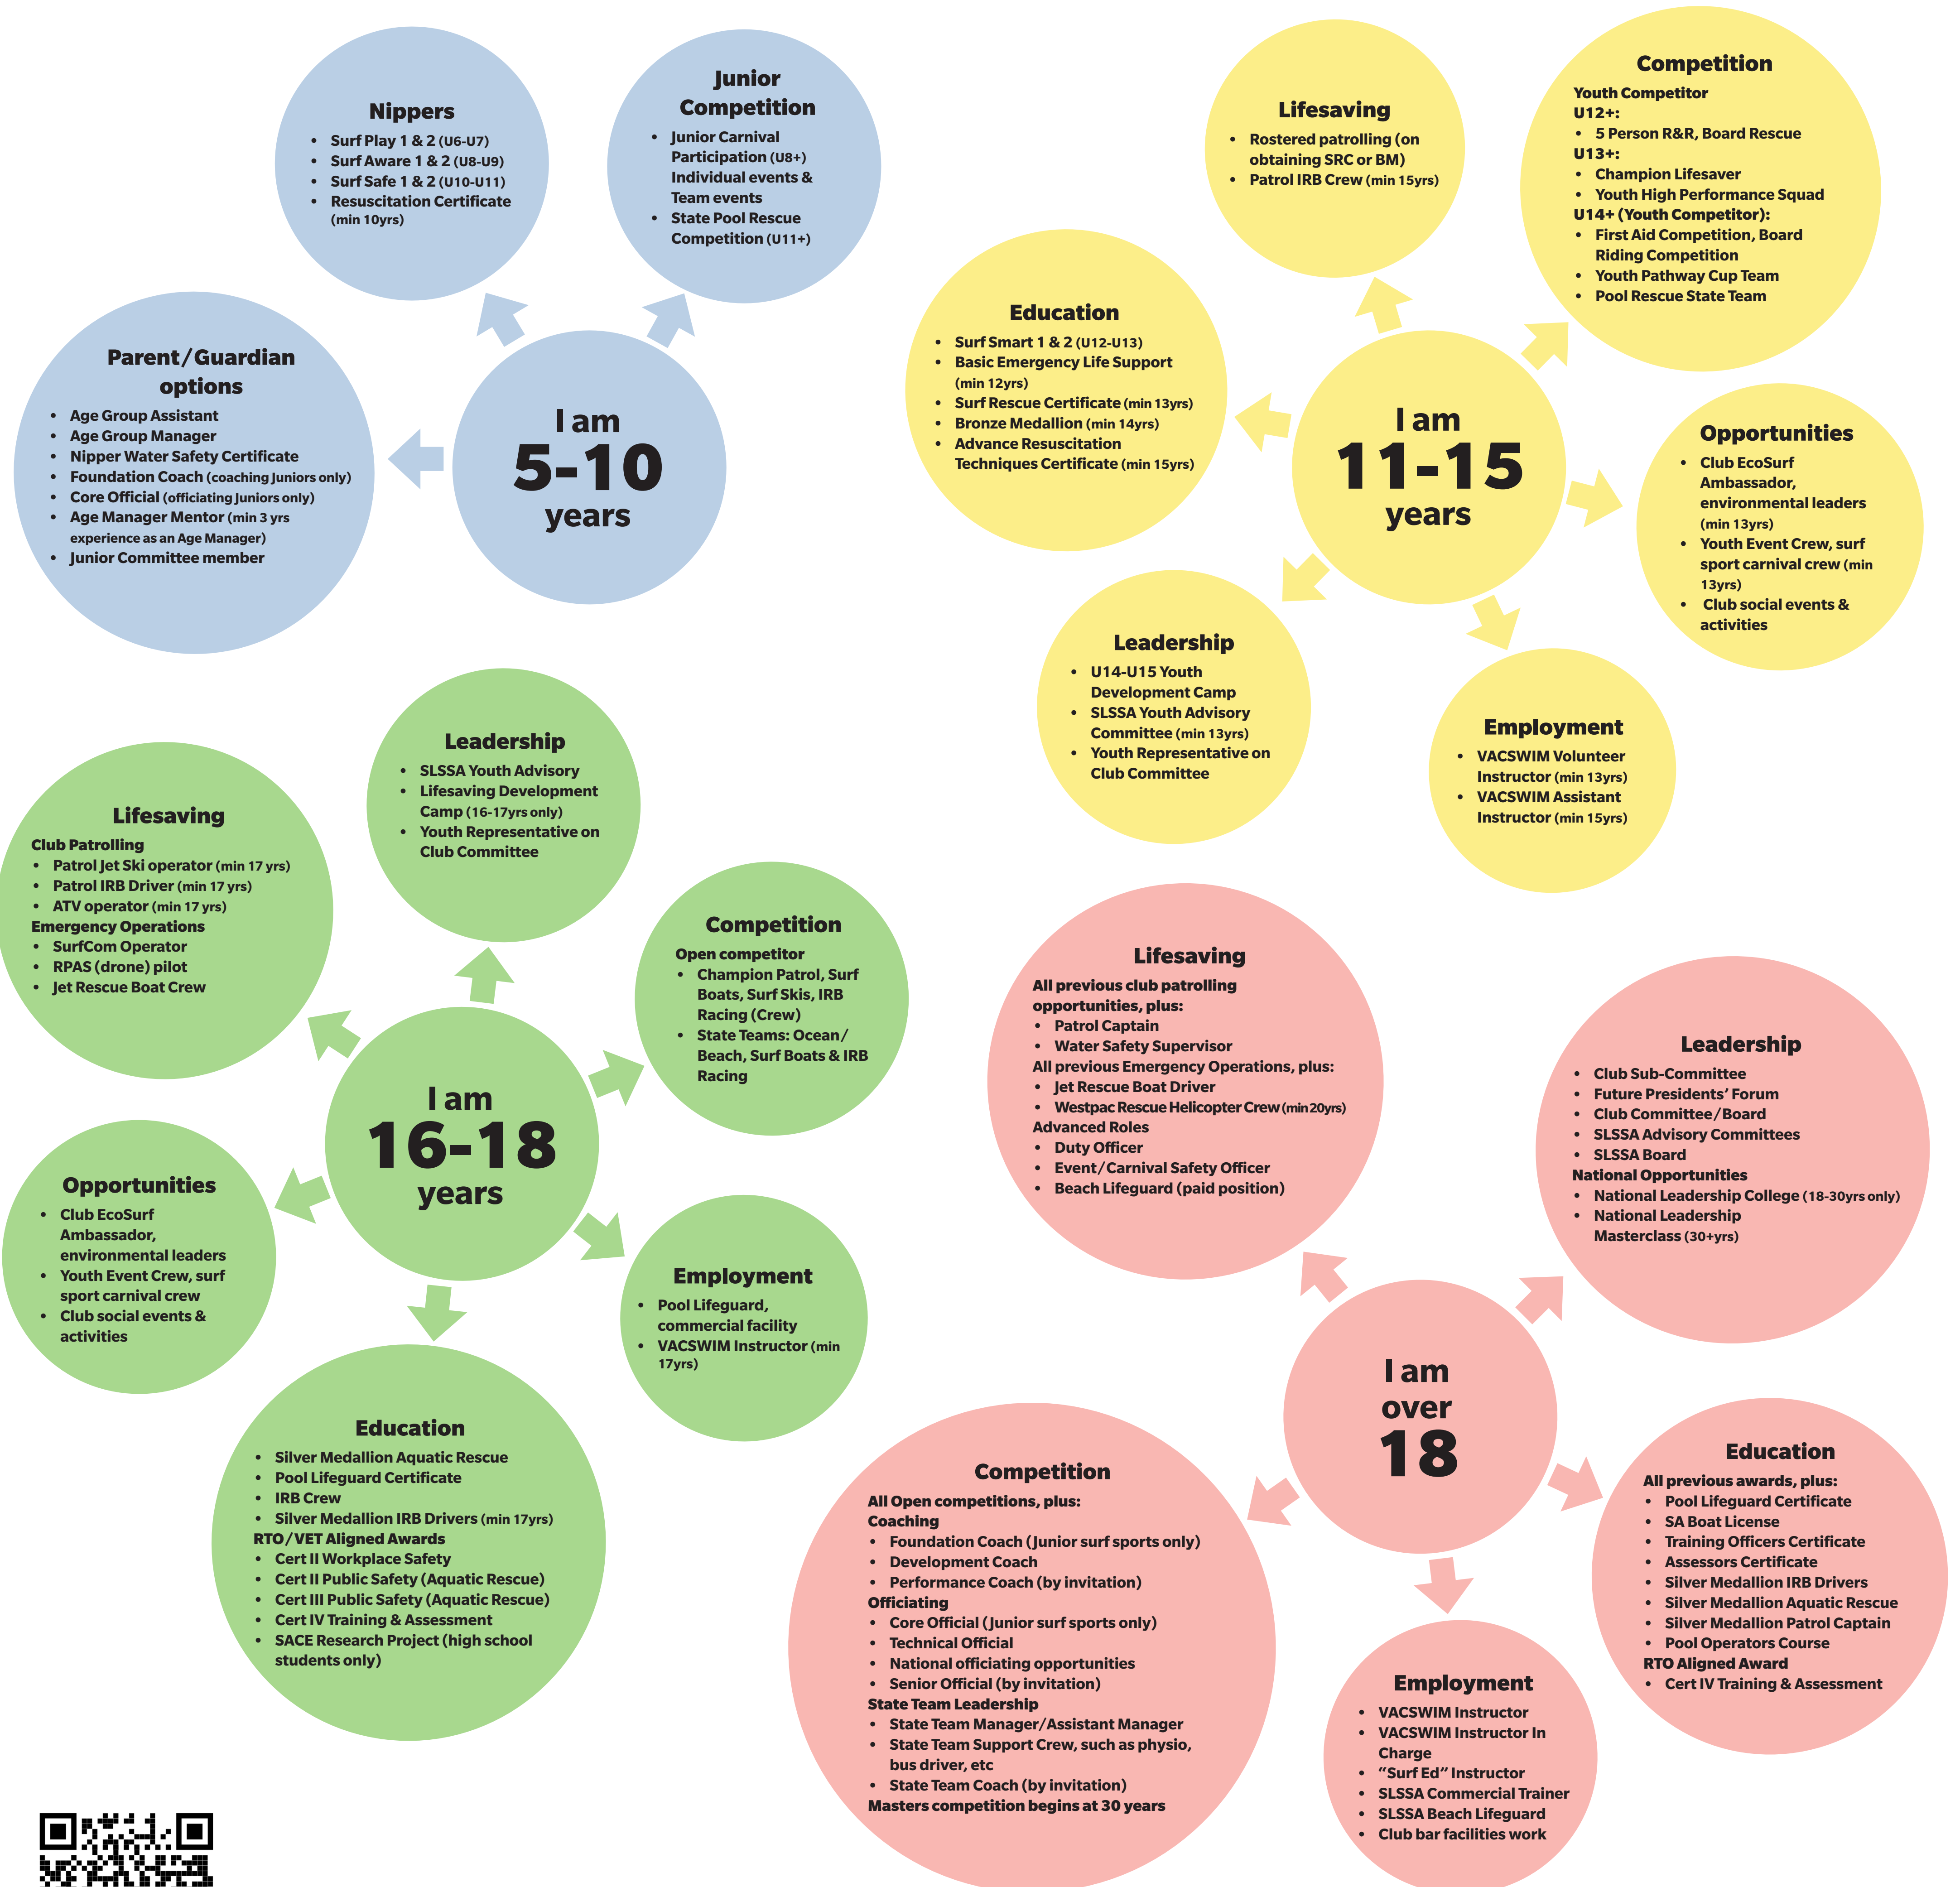 Nippers
• Surf Play 1 & 2 (U6-U7)
• Surf Aware 1 & 2 (U8-U9)
• Surf Safe 1 & 2 (U10-U11)
• Resuscitation Certificate
(min 10yrs)
Junior
Competition
• Junior Carnival
Participation (U8+)
Individual events &
Team events
• State Pool Rescue
Competition (U11+)
Parent/Guardian
options
• Age Group Assistant
• Age Group Manager
• Nipper Water Safety Certificate
• Foundation Coach (coaching Juniors only)
• Core Official (officiating Juniors only)
• Age Manager Mentor (min 3 yrs
experience as an Age Manager)
• Junior Committee member
I am
5-10
years
Lifesaving
• Rostered patrolling (on
obtaining SRC or BM)
• Patrol IRB Crew (min 15yrs)
Competition
Youth Competitor
U12+:
• 5 Person R&R, Board Rescue
U13+:
• Champion Lifesaver
• Youth High Performance Squad
U14+ (Youth Competitor):
• First Aid Competition, Board
Riding Competition
• Youth Pathway Cup Team
• Pool Rescue State Team
Education
• Surf Smart 1 & 2 (U12-U13)
• Basic Emergency Life Support
(min 12yrs)
• Surf Rescue Certificate (min 13yrs)
• Bronze Medallion (min 14yrs)
• Advance Resuscitation
Techniques Certificate (min 15yrs)
I am
11-15
years
Opportunities
• Club EcoSurf
Ambassador,
environmental leaders
(min 13yrs)
• Youth Event Crew, surf
sport carnival crew (min
13yrs)
• Club social events &
activities
Leadership
• U14-U15 Youth
Development Camp
• SLSSA Youth Advisory
Committee (min 13yrs)
• Youth Representative on
Club Committee
Employment
• VACSWIM Volunteer
Instructor (min 13yrs)
• VACSWIM Assistant
Instructor (min 15yrs)
Leadership
• SLSSA Youth Advisory
• Lifesaving Development
Camp (16-17yrs only)
• Youth Representative on
Club Committee
Lifesaving
Club Patrolling
• Patrol Jet Ski operator (min 17 yrs)
• Patrol IRB Driver (min 17 yrs)
• ATV operator (min 17 yrs)
Emergency Operations
• SurfCom Operator
• RPAS (drone) pilot
• Jet Rescue Boat Crew
Competition
Open competitor
• Champion Patrol, Surf
Boats, Surf Skis, IRB
Racing (Crew)
• State Teams: Ocean/
Beach, Surf Boats & IRB
Racing
I am
16-18
years
Opportunities
• Club EcoSurf
Ambassador,
environmental leaders
• Youth Event Crew, surf
sport carnival crew
• Club social events &
activities
Employment
• Pool Lifeguard,
commercial facility
• VACSWIM Instructor (min
17yrs)
Education
• Silver Medallion Aquatic Rescue
• Pool Lifeguard Certificate
• IRB Crew
• Silver Medallion IRB Drivers (min 17yrs)
RTO/VET Aligned Awards
• Cert II Workplace Safety
• Cert II Public Safety (Aquatic Rescue)
• Cert III Public Safety (Aquatic Rescue)
• Cert IV Training & Assessment
• SACE Research Project (high school
students only)
Lifesaving
All previous club patrolling
opportunities, plus:
• Patrol Captain
• Water Safety Supervisor
All previous Emergency Operations, plus:
• Jet Rescue Boat Driver
• Westpac Rescue Helicopter Crew (min 20yrs)
Advanced Roles
• Duty Officer
• Event/Carnival Safety Officer
• Beach Lifeguard (paid position)
Leadership
• Club Sub-Committee
• Future Presidents’ Forum
• Club Committee/Board
• SLSSA Advisory Committees
• SLSSA Board
National Opportunities
• National Leadership College (18-30yrs only)
• National Leadership
Masterclass (30+yrs)
I am
over
18
Competition
All Open competitions, plus:
Coaching
• Foundation Coach (Junior surf sports only)
• Development Coach
• Performance Coach (by invitation)
Officiating
• Core Official (Junior surf sports only)
• Technical Official
• National officiating opportunities
• Senior Official (by invitation)
State Team Leadership
• State Team Manager/Assistant Manager
• State Team Support Crew, such as physio,
bus driver, etc
• State Team Coach (by invitation)
Masters competition begins at 30 years
Education
All previous awards, plus:
• Pool Lifeguard Certificate
• SA Boat License
• Training Officers Certificate
• Assessors Certificate
• Silver Medallion IRB Drivers
• Silver Medallion Aquatic Rescue
• Silver Medallion Patrol Captain
• Pool Operators Course
RTO Aligned Award
• Cert IV Training & Assessment
Employment
• VACSWIM Instructor
• VACSWIM Instructor In
Charge
• “Surf Ed” Instructor
• SLSSA Commercial Trainer
• SLSSA Beach Lifeguard
• Club bar facilities work